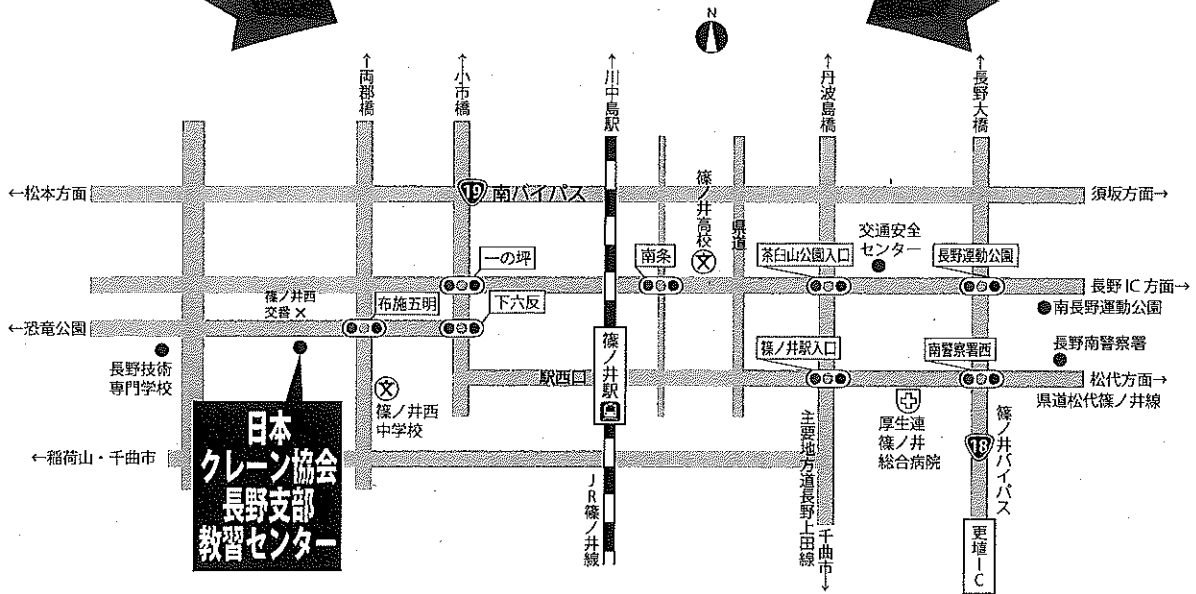 N
↑両郡橋
↑小市橋
↑川中島駅
↑丹波島橋
↑長野大橋
←松本方面
19
南バイパス
須坂方面→
篠ノ井高校
文
県道
交通安全
センター
一の坪
南条
茶臼山公園入口
長野運動公園
長野IC方面→
南長野運動公園
篠ノ井西
交番×
布施五明
下六反
←恐竜公園
長野技術
専門学校
篠ノ井駅
駅西口
篠ノ井駅入口
南警察署西
長野南警察署
松代方面→
県道松代篠ノ井線
文
篠ノ井西
中学校
厚生連
篠ノ井
総合病院
18
篠ノ井バイパス
日本
クレーン協会
長野支部
教習センター
←稲荷山・千曲市
JR篠ノ井線
主要地方道長野上田線
千曲市↓
更埴IC